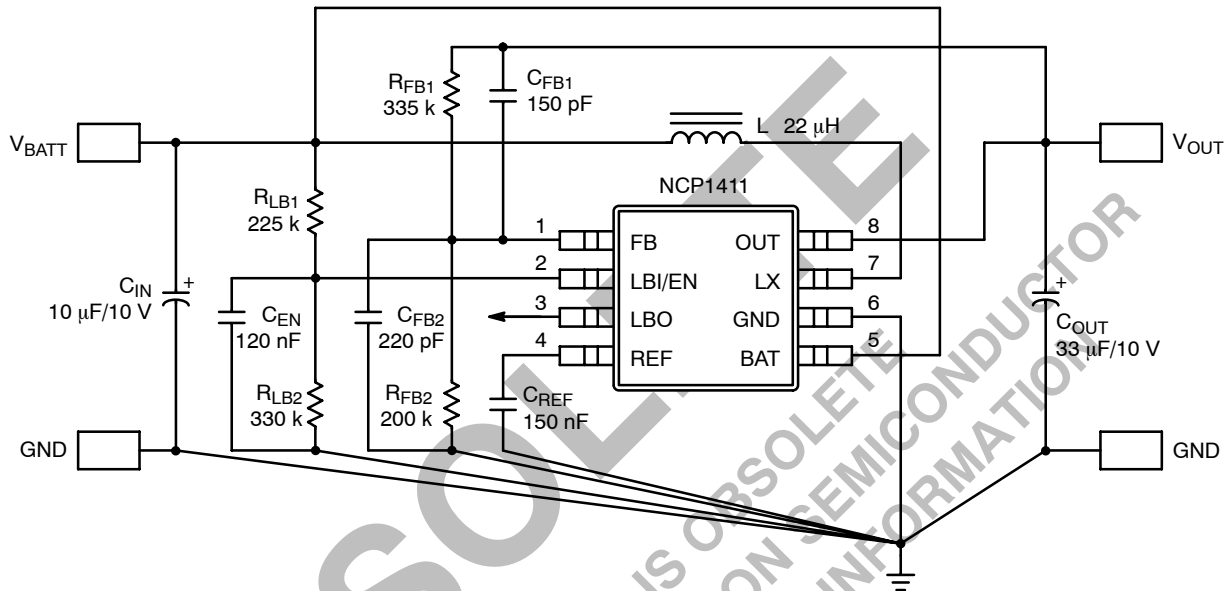 R_FB1
335 k
C_FB1
150 pF
L 22 μH
V_BATT
V_OUT
NCP1411
R_LB1
225 k
1
FB
OUT
8
2
LBI/EN
LX
7
C_IN
10 μF/10 V
+
C_EN
120 nF
C_FB2
220 pF
3
LBO
GND
6
4
REF
BAT
5
+
C_OUT
33 μF/10 V
R_LB2
330 k
R_FB2
200 k
C_REF
150 nF
GND
GND
SOLETE
IS OBSOLETE
ON SEMICONDUCTOR
INFORMATION